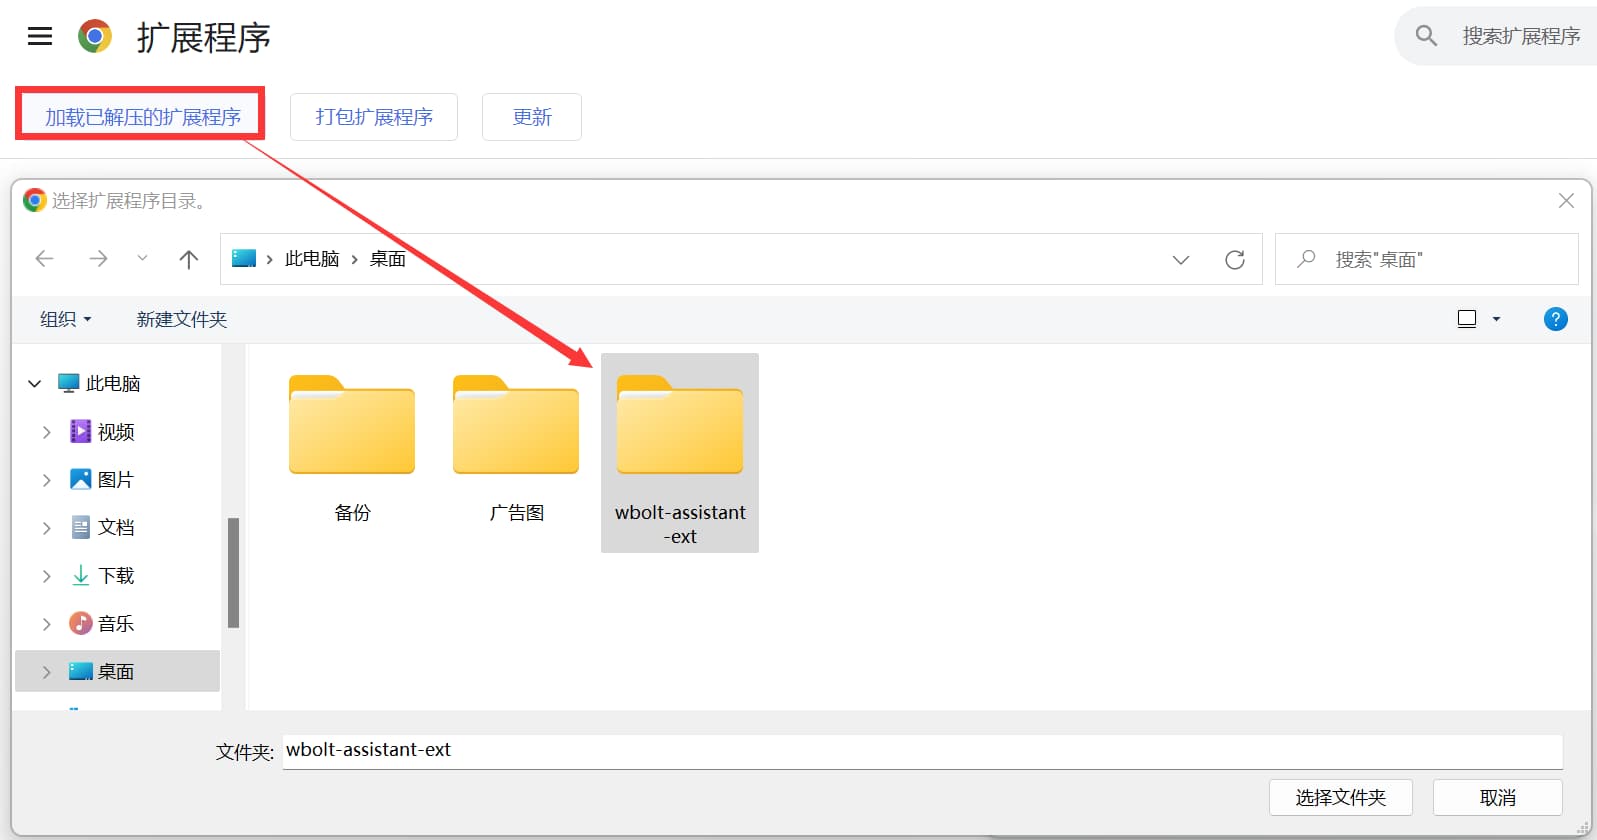 扩展程序
搜索扩展程序
加载已解压的扩展程序
打包扩展程序
更新
选择扩展程序目录。
此电脑 › 桌面
搜索"桌面"
组织
新建文件夹
?
此电脑
视频
图片
文档
下载
音乐
桌面
备份
广告图
wbolt-assistant
-ext
文件夹:
wbolt-assistant-ext
选择文件夹
取消